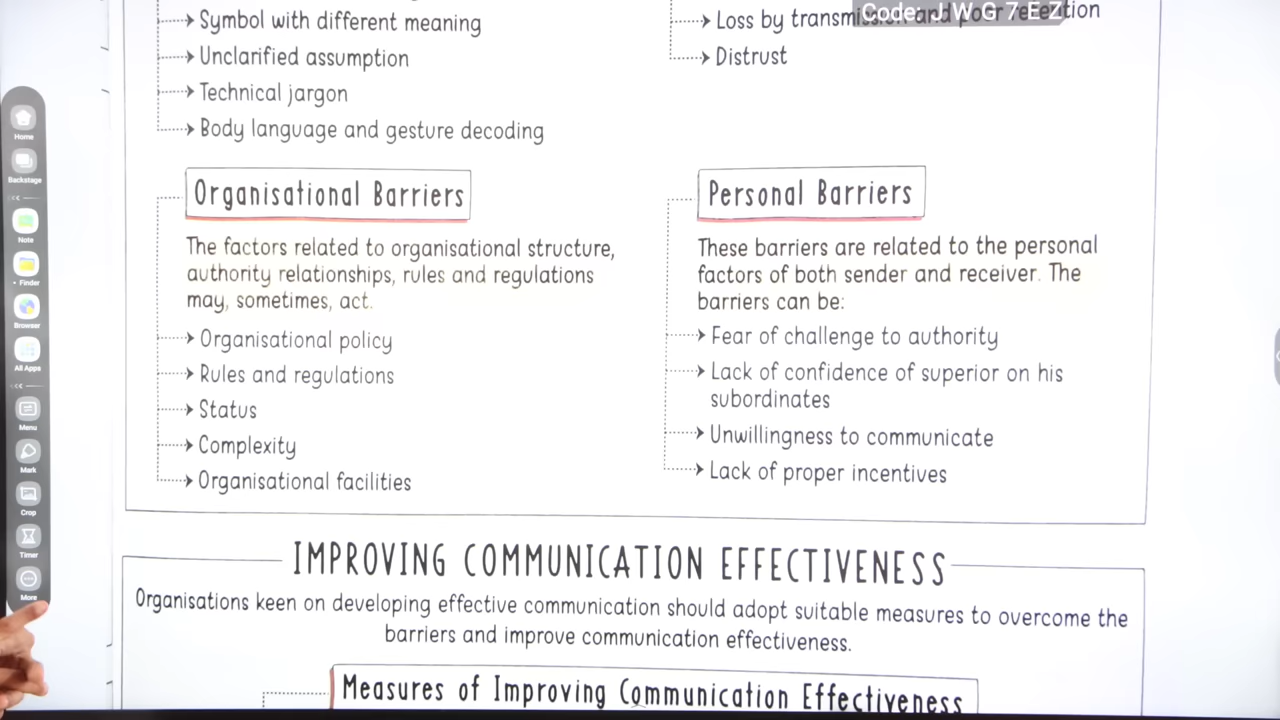 Symbol with different meaning
Unclarified assumption
Technical jargon
Body language and gesture decoding
Loss by transmission and poor retention
Distrust
Code: J W G 7 E Z
Organisational Barriers
The factors related to organisational structure,
authority relationships, rules and regulations
may, sometimes, act.
Organisational policy
Rules and regulations
Status
Complexity
Organisational facilities
Personal Barriers
These barriers are related to the personal
factors of both sender and receiver. The
barriers can be:
Fear of challenge to authority
Lack of confidence of superior on his
subordinates
Unwillingness to communicate
Lack of proper incentives
IMPROVING COMMUNICATION EFFECTIVENESS
Organisations keen on developing effective communication should adopt suitable measures to overcome the
barriers and improve communication effectiveness.
Measures of Improving Communication Effectiveness
Home
Backstage
Note
Finder
Browser
All Apps
Menu
Mark
Crop
Timer
More